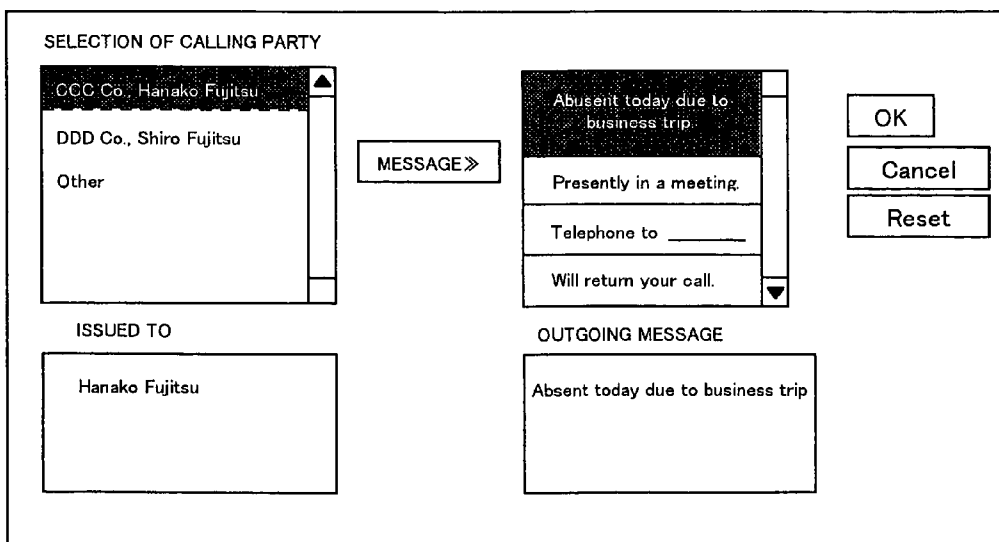 SELECTION OF CALLING PARTY
CCC Co., Hanako Fujitsu
DDD Co., Shiro Fujitsu
Other
MESSAGE≫
Abusent today due to
business trip
Presently in a meeting.
Telephone to ________
Will return your call.
OK
Cancel
Reset
ISSUED TO
Hanako Fujitsu
OUTGOING MESSAGE
Absent today due to business trip